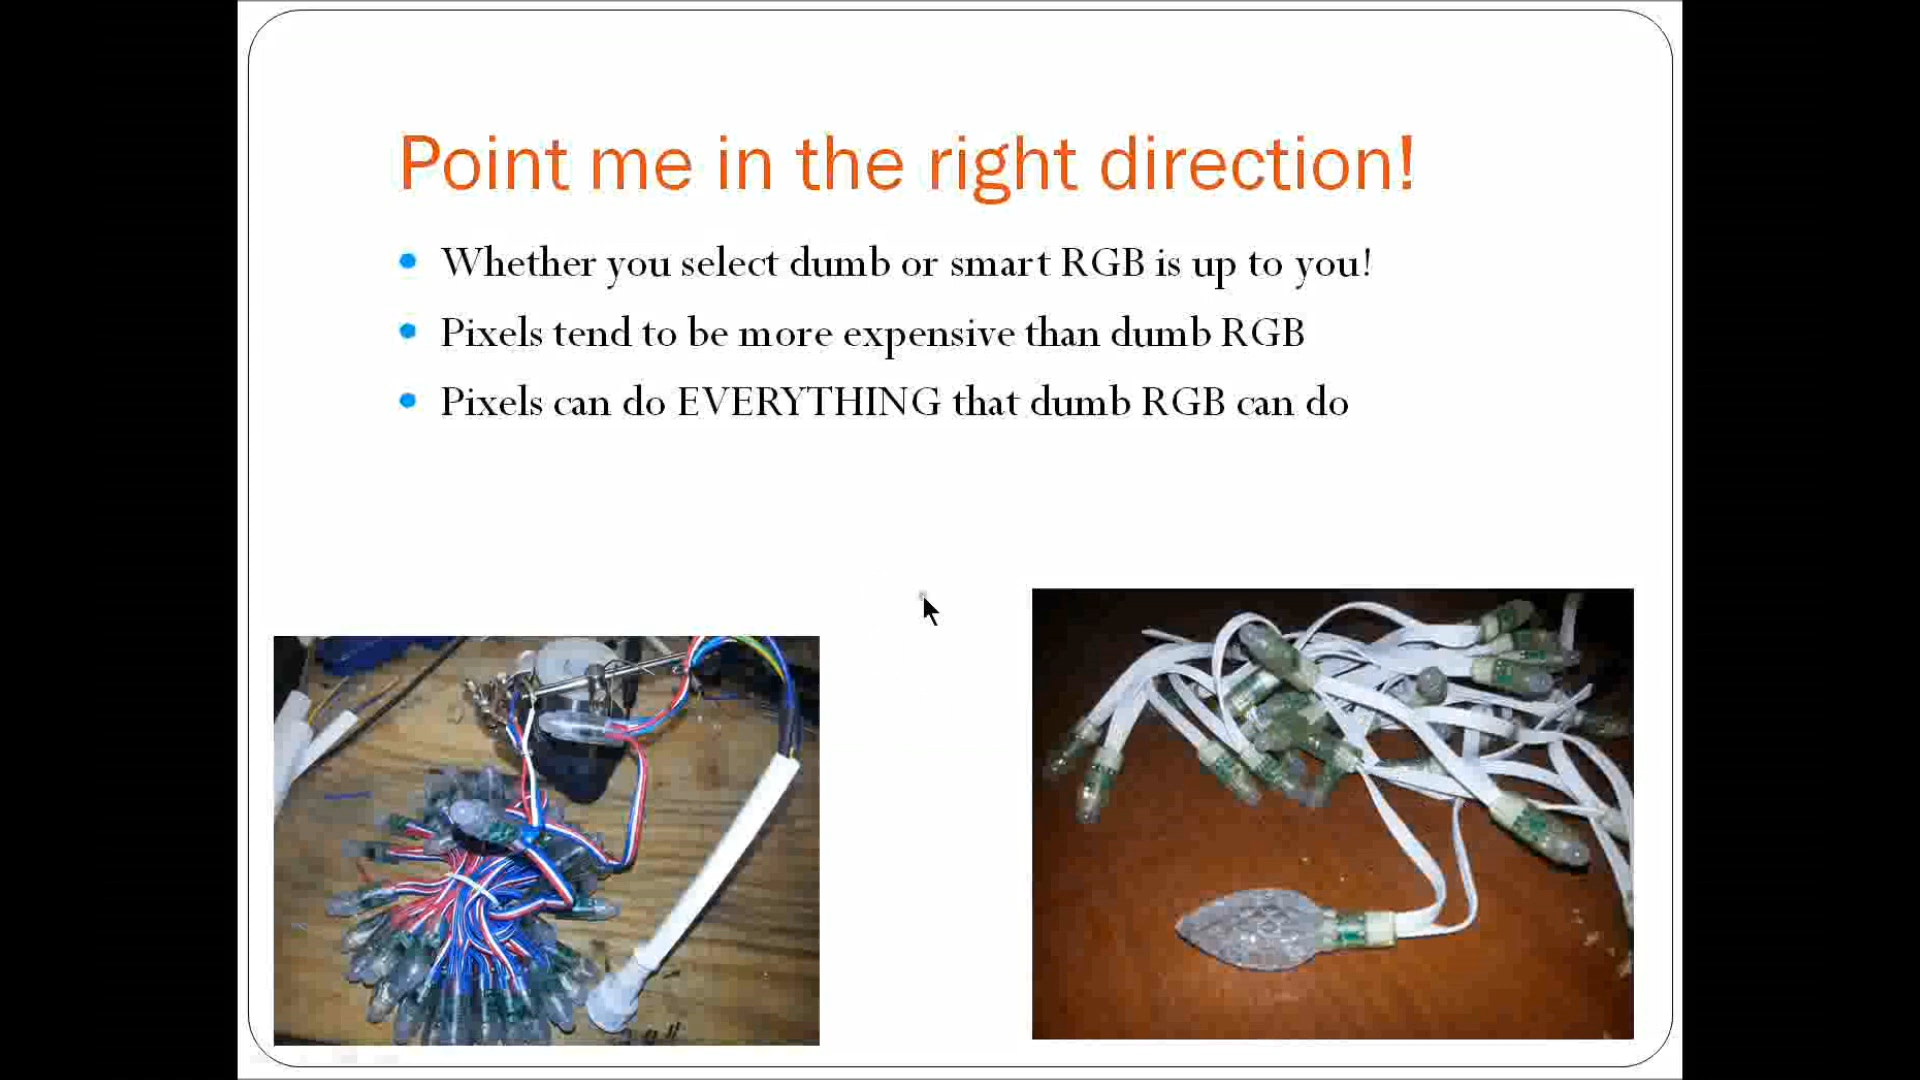 Point me in the right direction!
Whether you select dumb or smart RGB is up to you!
Pixels tend to be more expensive than dumb RGB
Pixels can do EVERYTHING that dumb RGB can do